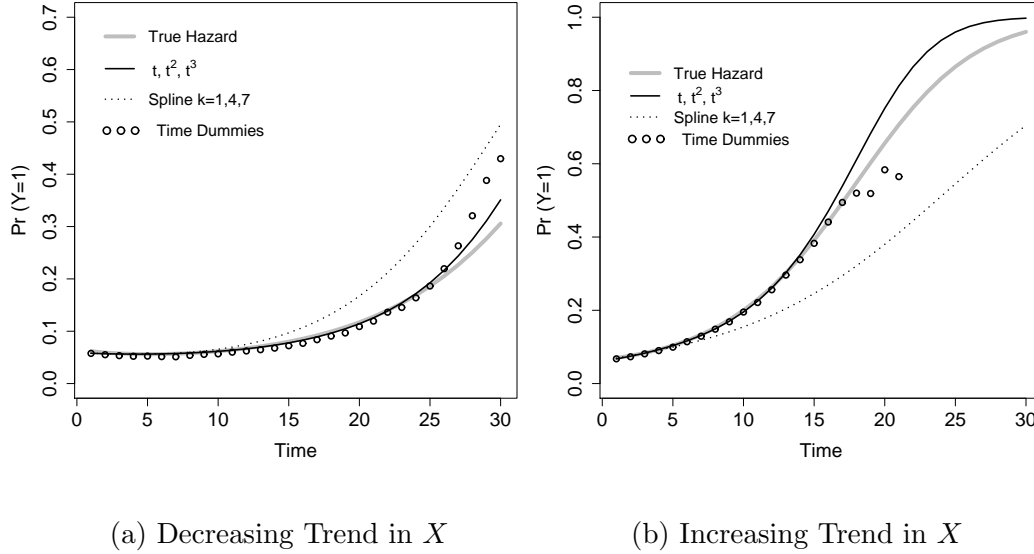 0.7
0.6
0.5
0.4
0.3
0.2
0.1
0.0
Pr (Y=1)
True Hazard
t, t², t³
Spline k=1,4,7
Time Dummies
0 5 10 15 20 25 30
Time
(a) Decreasing Trend in X
1.0
0.8
0.6
0.4
0.2
0.0
Pr (Y=1)
True Hazard
t, t², t³
Spline k=1,4,7
Time Dummies
0 5 10 15 20 25 30
Time
(b) Increasing Trend in X